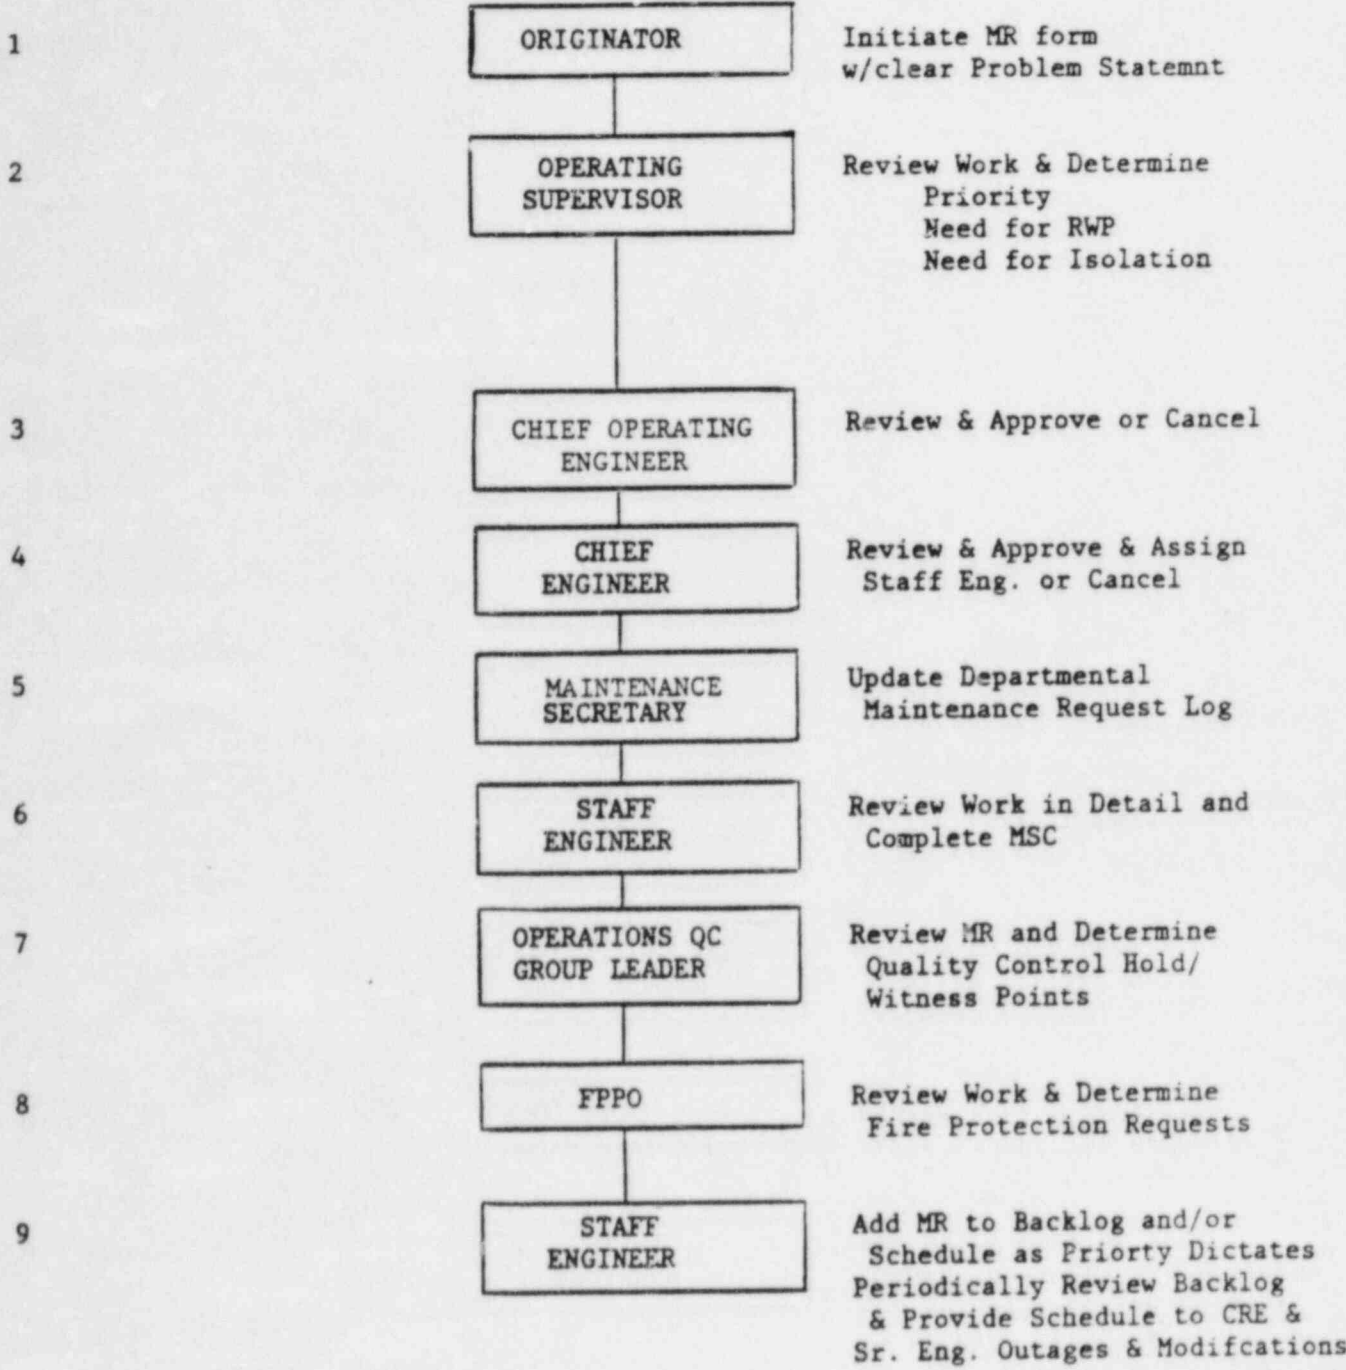 1
ORIGINATOR
Initiate MR form
w/clear Problem Statemnt
2
OPERATING
SUPERVISOR
Review Work & Determine
Priority
Need for RWP
Need for Isolation
3
CHIEF OPERATING
ENGINEER
Review & Approve or Cancel
4
CHIEF
ENGINEER
Review & Approve & Assign
Staff Eng. or Cancel
5
MAINTENANCE
SECRETARY
Update Departmental
Maintenance Request Log
6
STAFF
ENGINEER
Review Work in Detail and
Complete MSC
7
OPERATIONS QC
GROUP LEADER
Review MR and Determine
Quality Control Hold/
Witness Points
8
FPPO
Review Work & Determine
Fire Protection Requests
9
STAFF
ENGINEER
Add MR to Backlog and/or
Schedule as Priorty Dictates
Periodically Review Backlog
& Provide Schedule to CRE &
Sr. Eng. Outages & Modifcations